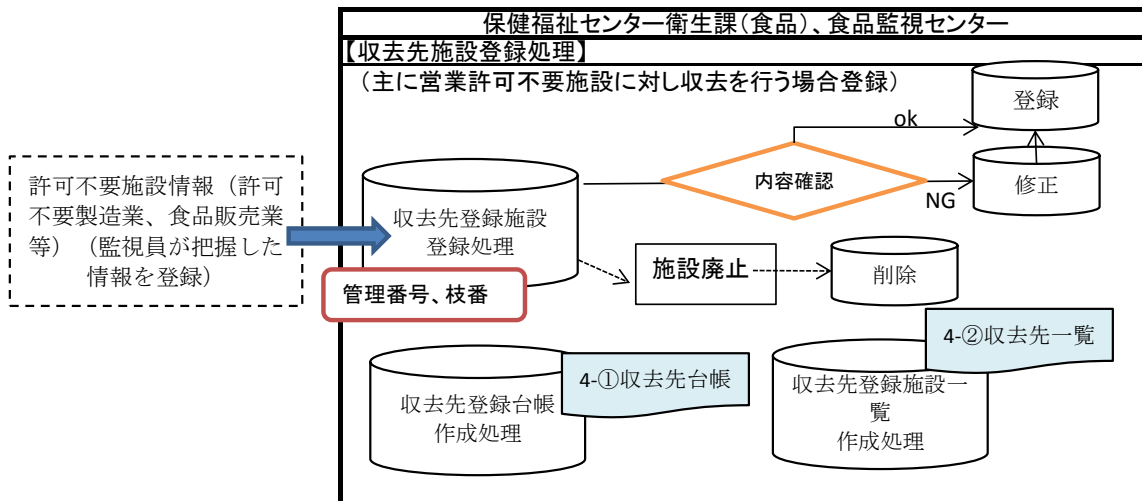 保健福祉センター衛生課(食品)、食品監視センター
【収去先施設登録処理】
(主に営業許可不要施設に対し収去を行う場合登録)
登録
ok
内容確認
NG
修正
許可不要施設情報(許可
不要製造業、食品販売業
等)(監視員が把握した
情報を登録)
収去先登録施設
登録処理
管理番号、枝番
施設廃止
削除
4-①収去先台帳
収去先登録台帳
作成処理
4-②収去先一覧
収去先登録施設一
覧
作成処理